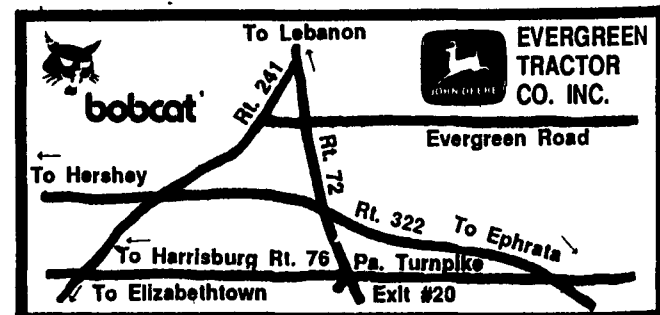 To Lebanon
bobcat
JOHN DEERE
EVERGREEN
TRACTOR
CO. INC.
Rt. 241
Evergreen Road
Rt. 72
To Hershey
Rt. 322
To Ephrata
To Harrisburg Rt. 76
Pa. Turnpike
To Elizabethtown
Exit #20